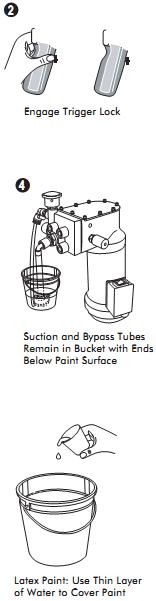 2
Engage Trigger Lock
4
Suction and Bypass Tubes
Remain in Bucket with Ends
Below Paint Surface
Latex Paint: Use Thin Layer
of Water to Cover Paint